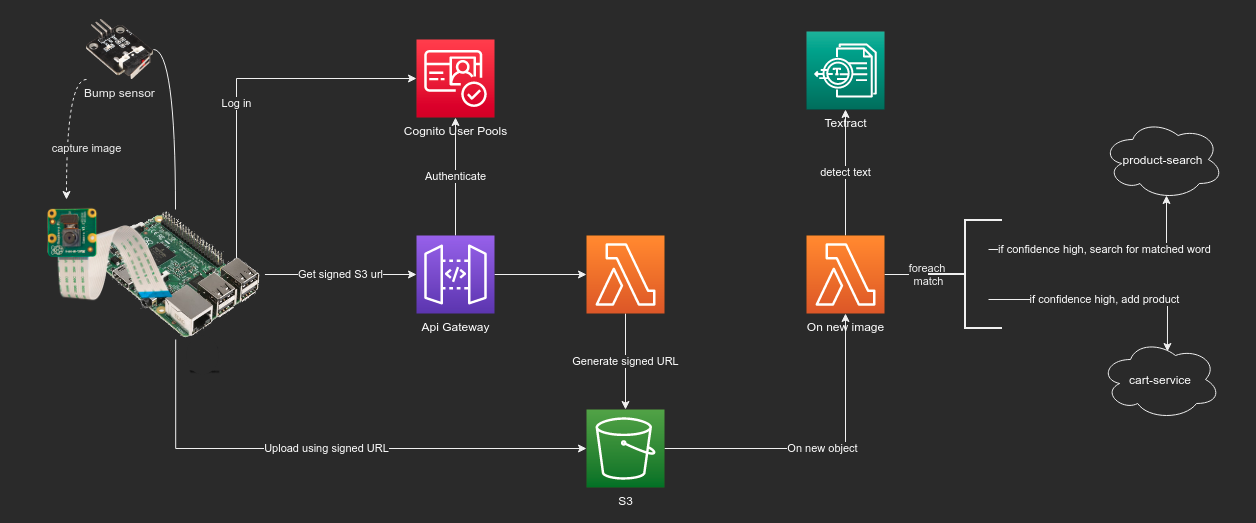 Bump sensor
capture image
Log in
Cognito User Pools
Authenticate
Get signed S3 url
Api Gateway
Generate signed URL
Upload using signed URL
S3
On new object
Textract
detect text
On new image
foreach
match
product-search
if confidence high, search for matched word
if confidence high, add product
cart-service